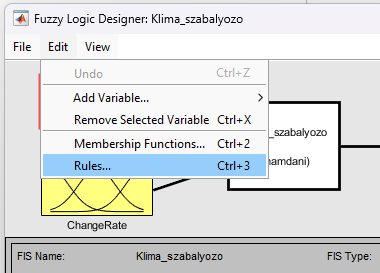 Fuzzy Logic Designer: Klima_szabalyozo
File Edit View
Undo Ctrl+Z
Add Variable...
Remove Selected Variable Ctrl+X
Membership Functions... Ctrl+2
Rules... Ctrl+3
_szabalyozo
amdani)
ChangeRate
FIS Name: Klima_szabalyozo FIS Type: